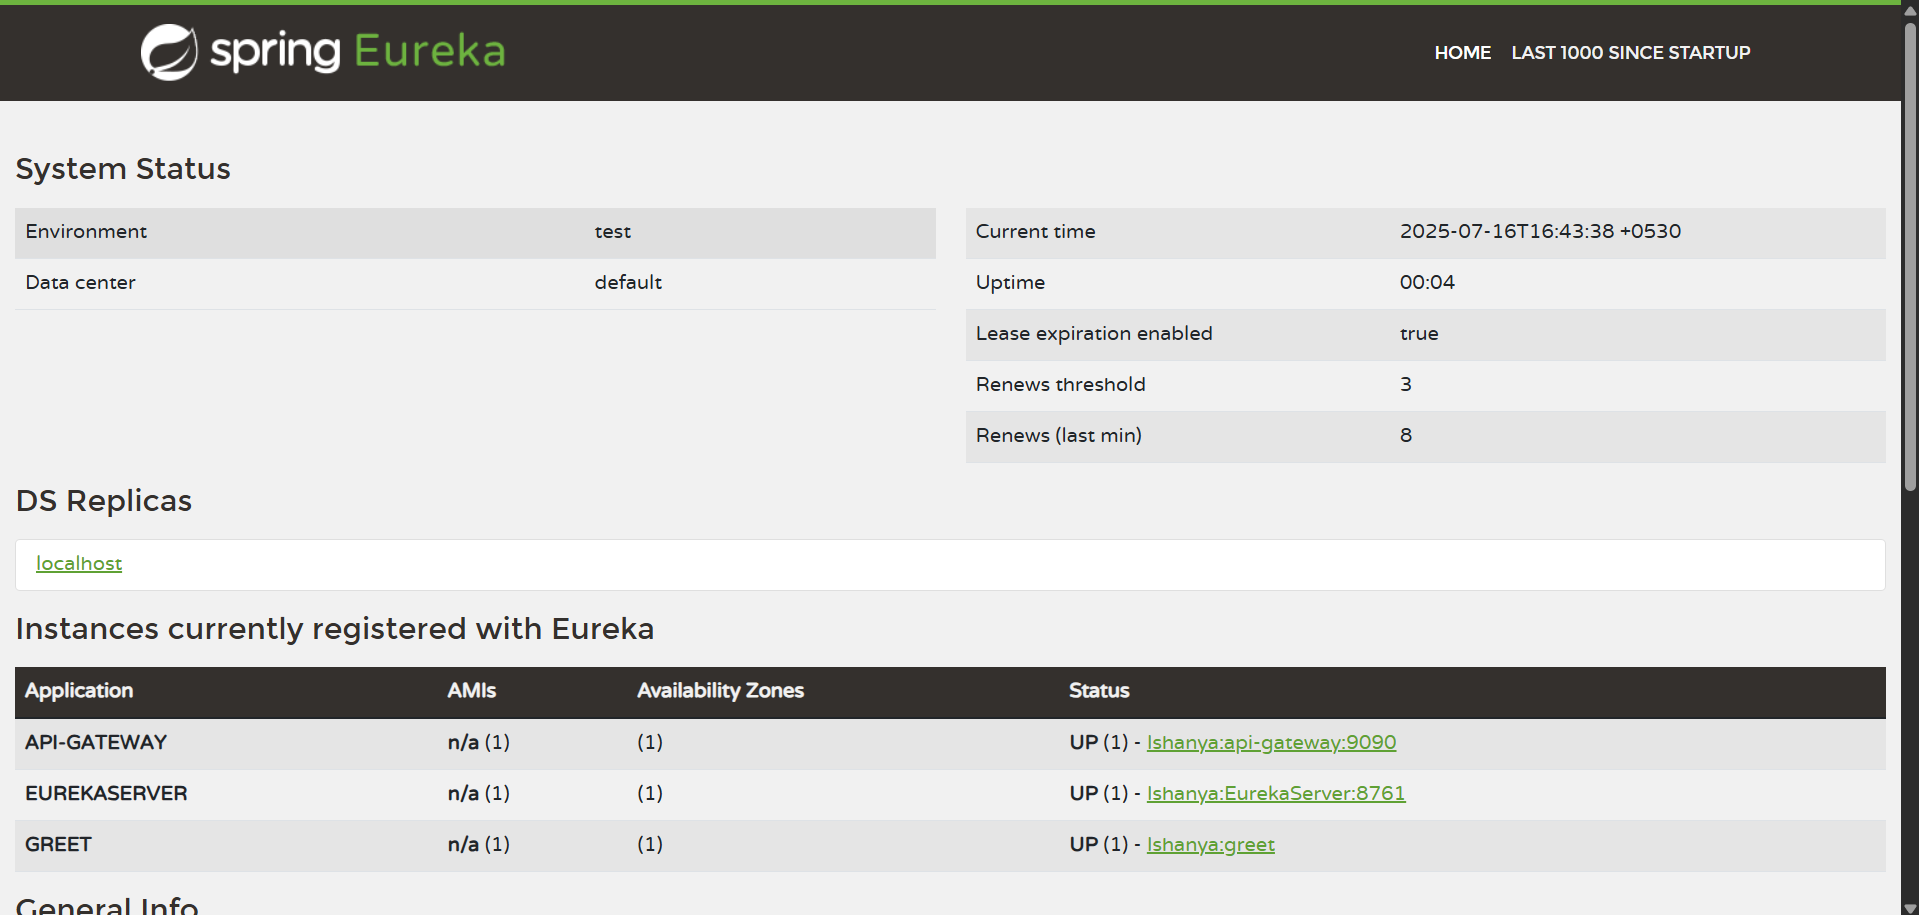 spring Eureka
HOME LAST 1000 SINCE STARTUP
System Status
Environment test
Data center default
Current time 2025-07-16T16:43:38 +0530
Uptime 00:04
Lease expiration enabled true
Renews threshold 3
Renews (last min) 8
DS Replicas
localhost
Instances currently registered with Eureka
Application AMIs Availability Zones Status
API-GATEWAY n/a (1) (1) UP (1) - Ishanya:api-gateway:9090
EUREKASERVER n/a (1) (1) UP (1) - Ishanya:EurekaServer:8761
GREET n/a (1) (1) UP (1) - Ishanya:greet
General Info